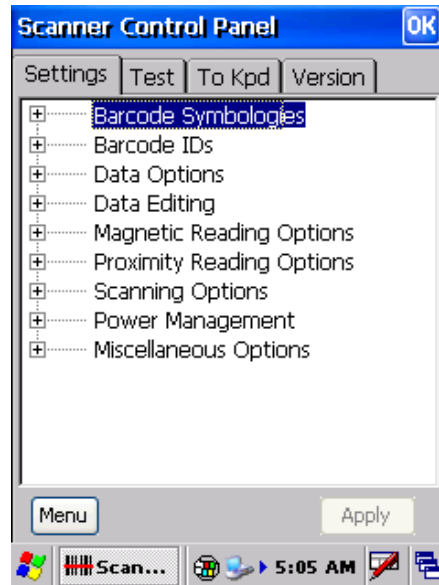 Scanner Control Panel OK
Settings Test To Kpd Version
Barcode Symbologies
Barcode IDs
Data Options
Data Editing
Magnetic Reading Options
Proximity Reading Options
Scanning Options
Power Management
Miscellaneous Options
Menu Apply
Scan... 5:05 AM